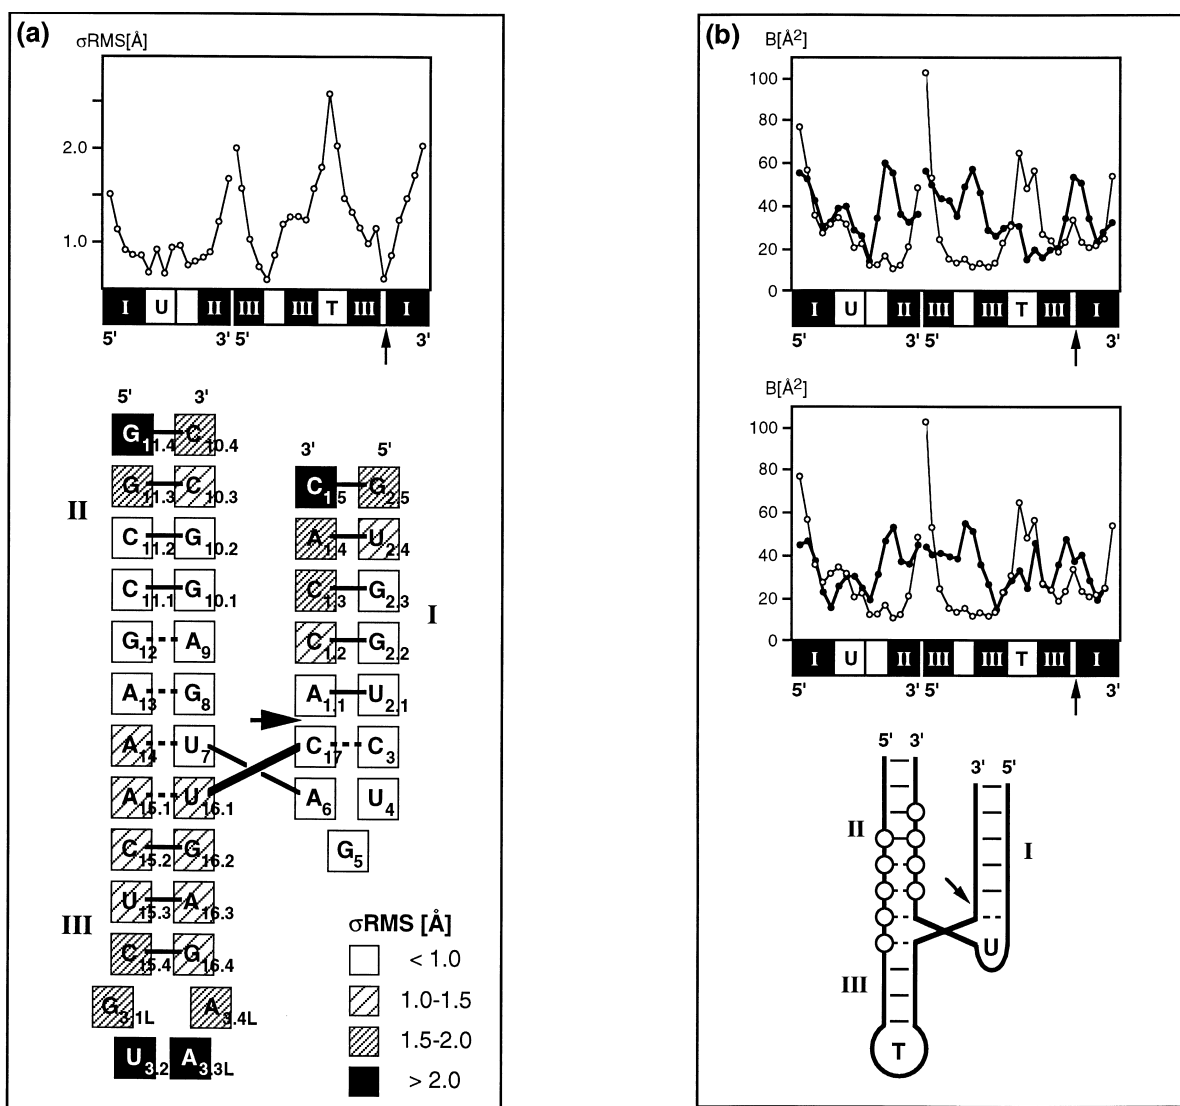 (a)
σRMS[Å]
2.0
1.0
I U II III III T III I
5' 3' 5' 3'
5' 3'
G11.4 C10.4
3' 5'
II
G11.3 C10.3
C1.5 G2.5
C11.2 G10.2
A1.4 U2.4
C11.1 G10.1
C1.3 G2.3
I
G12 A9
C1.2 G2.2
A13 G8
A1.1 U2.1
A14 U7
C17 C3
A15.1 U16.1
A6 U4
C15.2 G16.2
G5
U15.3 A16.3
III
C15.4 G16.4
G3.1L A3.4L
U3.2 A3.3L
σRMS [Å]
< 1.0
1.0-1.5
1.5-2.0
> 2.0
(b)
B[Å2]
100
80
60
40
20
0
I U II III III T III I
5' 3' 5' 3'
B[Å2]
100
80
60
40
20
0
I U II III III T III I
5' 3' 5' 3'
5' 3'
3' 5'
II
I
U
III
T